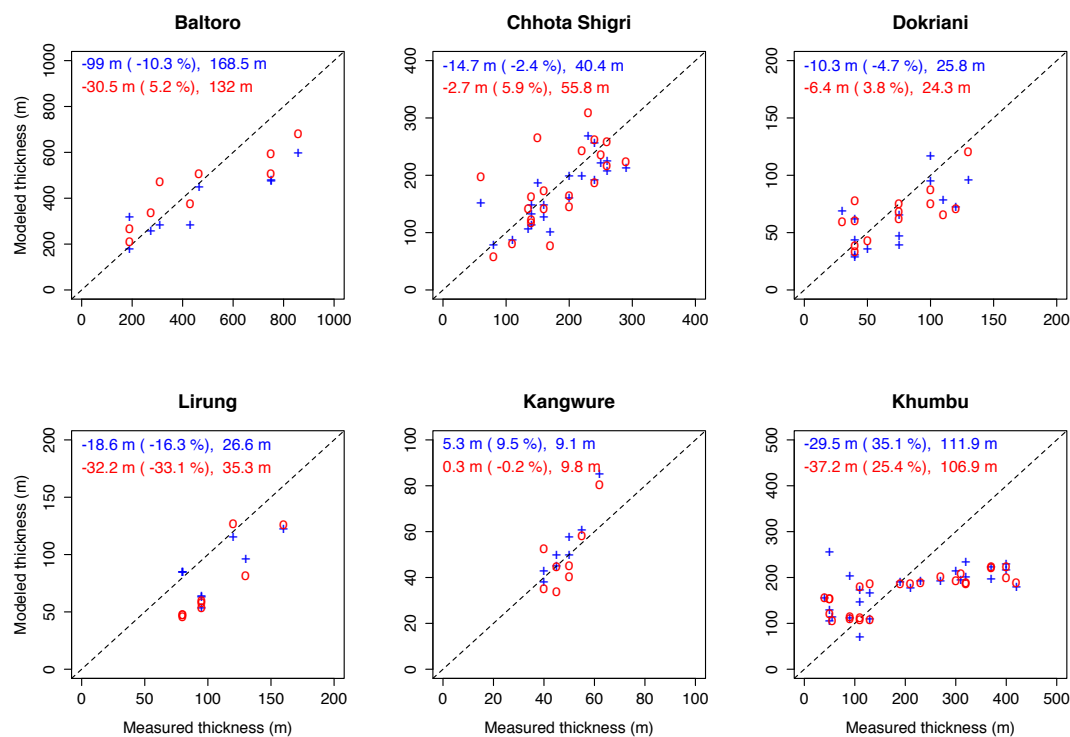 Baltoro
-99 m ( -10.3 %), 168.5 m
-30.5 m ( 5.2 %), 132 m
Modeled thickness (m)
0 200 400 600 800 1000
0 200 400 600 800 1000
Chhota Shigri
-14.7 m ( -2.4 %), 40.4 m
-2.7 m ( 5.9 %), 55.8 m
0 100 200 300 400
0 100 200 300 400
Dokriani
-10.3 m ( -4.7 %), 25.8 m
-6.4 m ( 3.8 %), 24.3 m
0 50 100 150 200
0 50 100 150 200
Lirung
-18.6 m ( -16.3 %), 26.6 m
-32.2 m ( -33.1 %), 35.3 m
Modeled thickness (m)
0 50 100 150 200
0 50 100 150 200
Measured thickness (m)
Kangwure
5.3 m ( 9.5 %), 9.1 m
0.3 m ( -0.2 %), 9.8 m
0 20 40 60 80 100
0 20 40 60 80 100
Measured thickness (m)
Khumbu
-29.5 m ( 35.1 %), 111.9 m
-37.2 m ( 25.4 %), 106.9 m
0 100 200 300 400 500
0 100 200 300 400 500
Measured thickness (m)